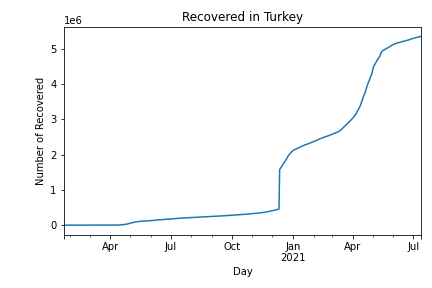 Recovered in Turkey
1e6
Number of Recovered
5
4
3
2
1
0
Apr
Jul
Oct
Jan
2021
Apr
Jul
Day